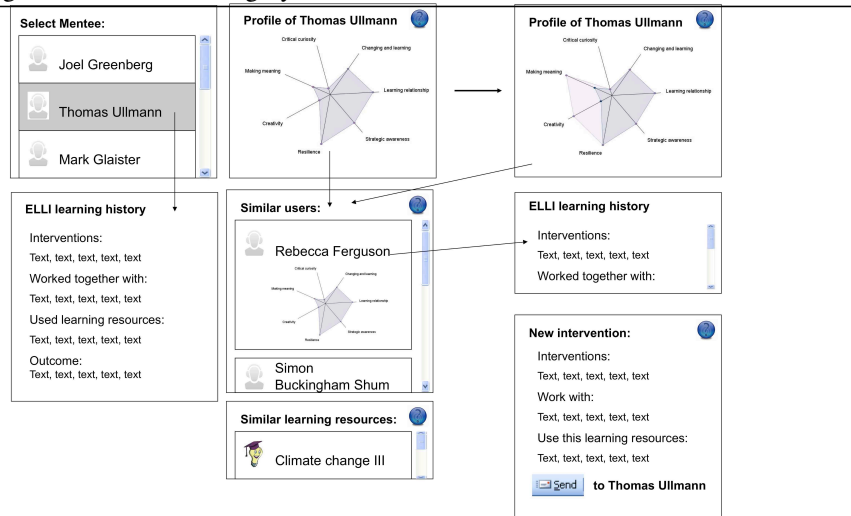 Select Mentee:
Joel Greenberg
Thomas Ullmann
Mark Glaister
Profile of Thomas Ullmann
Critical curiosity
Changing and learning
Making meaning
Learning relationship
Creativity
Strategic awareness
Resilience
Profile of Thomas Ullmann
Critical curiosity
Changing and learning
Making meaning
Learning relationship
Creativity
Strategic awareness
Resilience
ELLI learning history
Interventions:
Text, text, text, text, text
Worked together with:
Text, text, text, text, text
Used learning resources:
Text, text, text, text, text
Outcome:
Text, text, text, text, text
Similar users:
Rebecca Ferguson
Critical curiosity
Changing and learning
Making meaning
Learning relationship
Creativity
Strategic awareness
Resilience
Simon
Buckingham Shum
Similar learning resources:
Climate change III
ELLI learning history
Interventions:
Text, text, text, text, text
Worked together with:
New intervention:
Interventions:
Text, text, text, text, text
Work with:
Text, text, text, text, text
Use this learning resources:
Text, text, text, text, text
Send to Thomas Ullmann